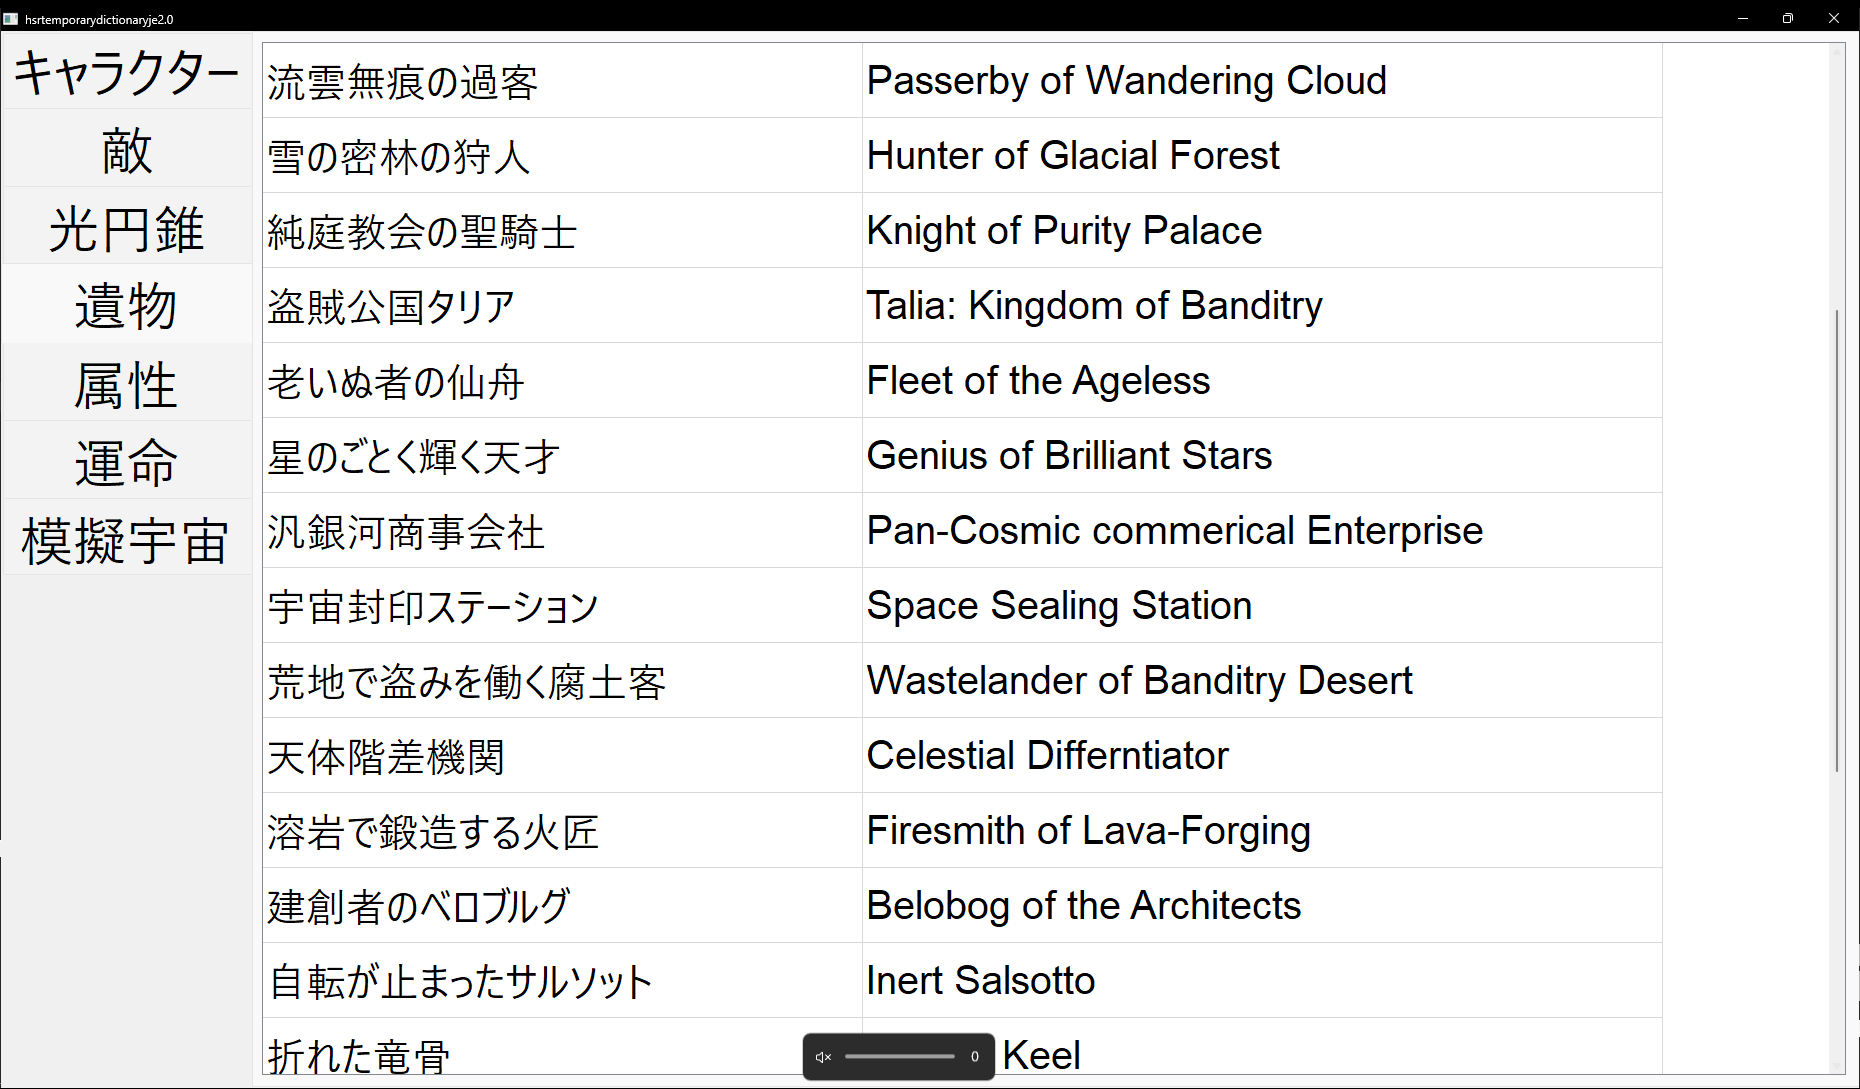 hsrtemporarydictionaryje2.0
キャラクター
敵
光円錐
遺物
属性
運命
模擬宇宙
流雲無痕の過客 Passerby of Wandering Cloud
雪の密林の狩人 Hunter of Glacial Forest
純庭教会の聖騎士 Knight of Purity Palace
盗賊公国タリア Talia: Kingdom of Banditry
老いぬ者の仙舟 Fleet of the Ageless
星のごとく輝く天才 Genius of Brilliant Stars
汎銀河商事会社 Pan-Cosmic commerical Enterprise
宇宙封印ステーション Space Sealing Station
荒地で盗みを働く腐土客 Wastelander of Banditry Desert
天体階差機関 Celestial Differntiator
溶岩で鍛造する火匠 Firesmith of Lava-Forging
建創者のベロブルグ Belobog of the Architects
自転が止まったサルソット Inert Salsotto
折れた竜骨 Keel
0